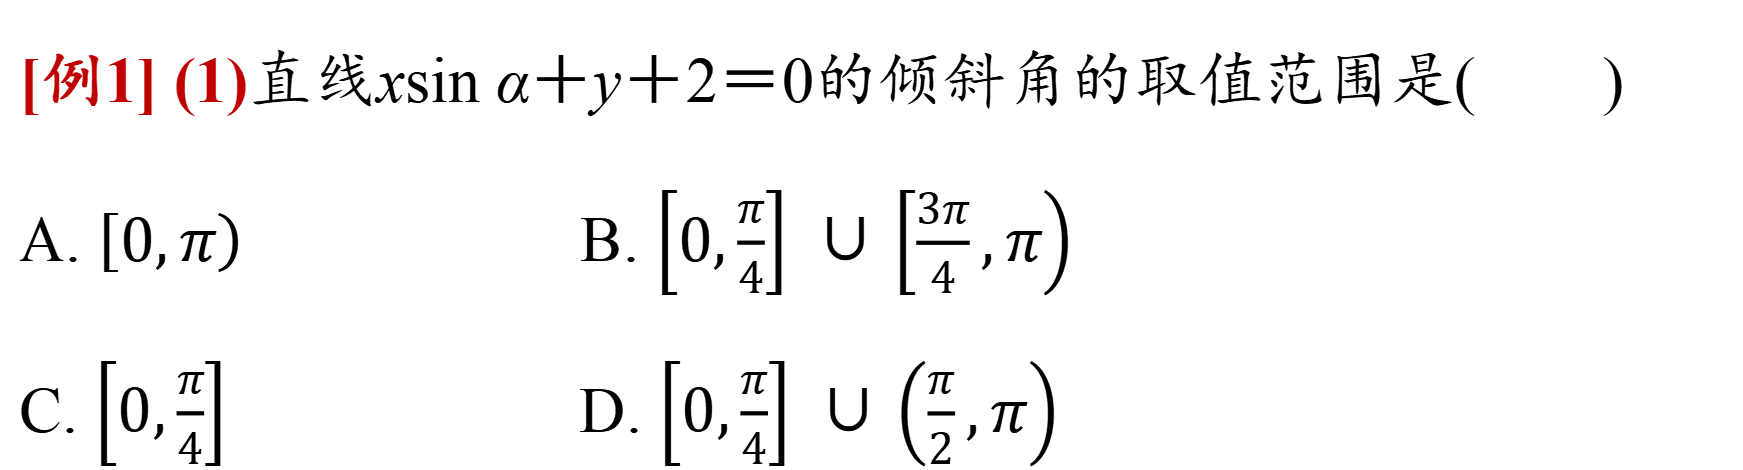 [例1] (1)直线xsin α＋y＋2＝0的倾斜角的取值范围是(　　)
A. [0, π)　B. [0, π/4] ∪ [3π/4, π)
C. [0, π/4]　D. [0, π/4] ∪ (π/2, π)